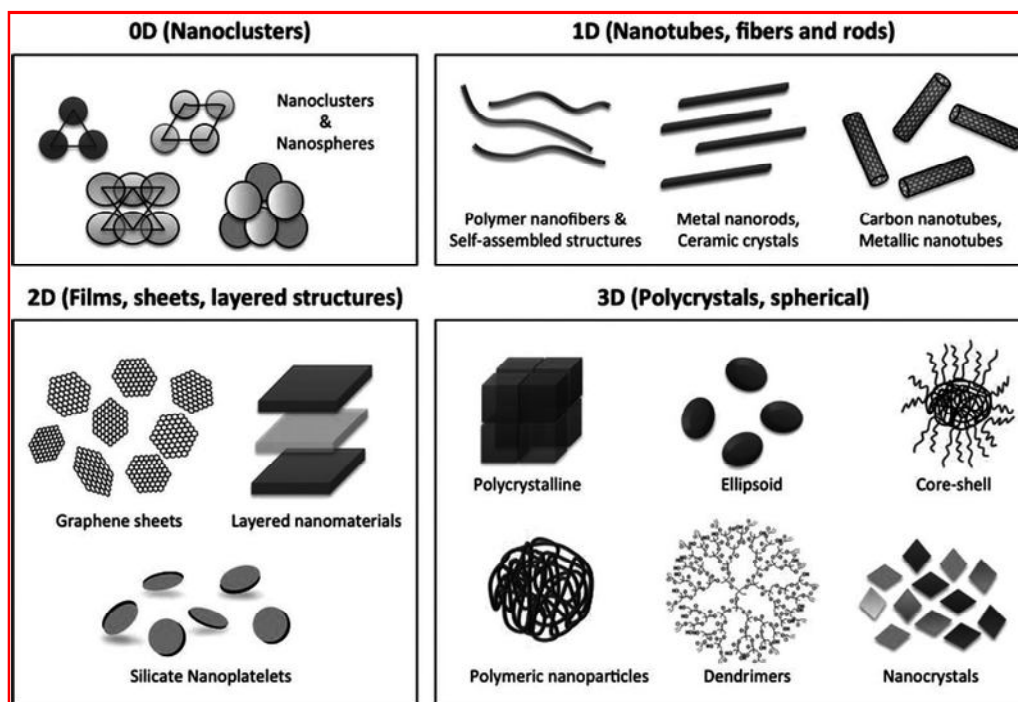 0D (Nanoclusters)
Nanoclusters
&
Nanospheres
1D (Nanotubes, fibers and rods)
Polymer nanofibers &
Self-assembled structures
Metal nanorods,
Ceramic crystals
Carbon nanotubes,
Metallic nanotubes
2D (Films, sheets, layered structures)
Graphene sheets
Layered nanomaterials
Silicate Nanoplatelets
3D (Polycrystals, spherical)
Polycrystalline
Ellipsoid
Core-shell
Polymeric nanoparticles
Dendrimers
Nanocrystals